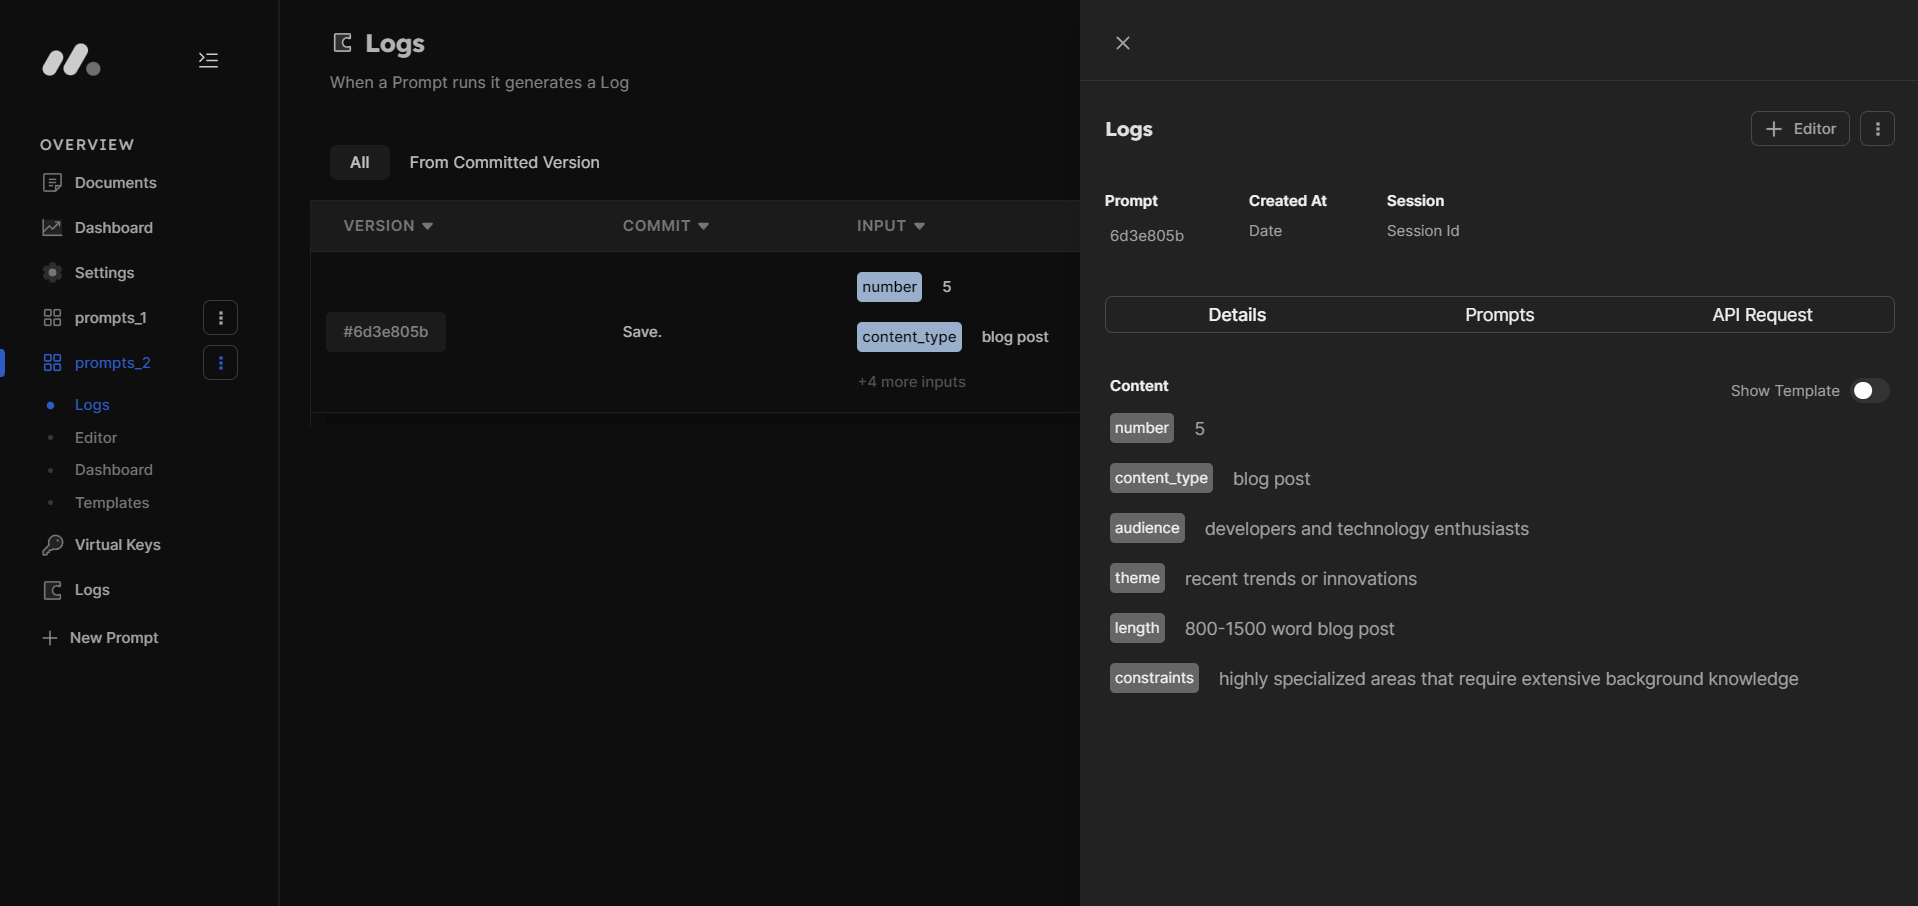 OVERVIEW
Documents
Dashboard
Settings
prompts_1
prompts_2
Logs
Editor
Dashboard
Templates
Virtual Keys
Logs
New Prompt
Logs
When a Prompt runs it generates a Log
All From Committed Version
VERSION COMMIT INPUT
#6d3e805b Save.
number 5
content_type blog post
+4 more inputs
Logs
Editor
Prompt Created At Session
6d3e805b Date Session Id
Details Prompts API Request
Content
Show Template
number 5
content_type blog post
audience developers and technology enthusiasts
theme recent trends or innovations
length 800-1500 word blog post
constraints highly specialized areas that require extensive background knowledge